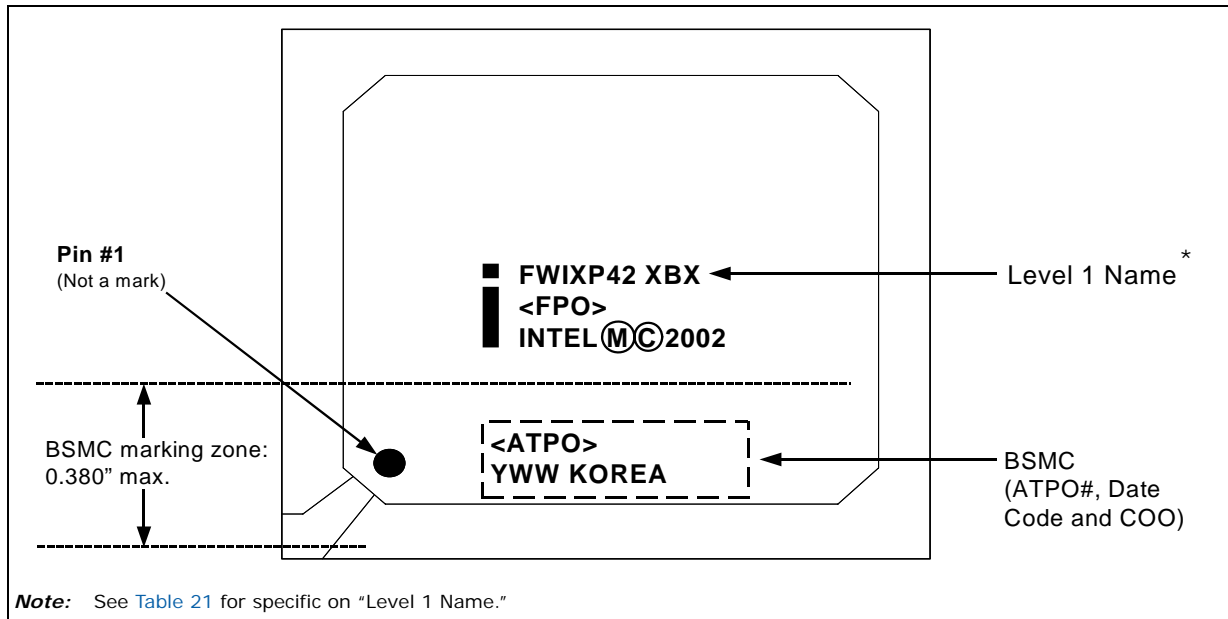 Pin #1
(Not a mark)
FWIXP42 XBX
<FPO>
INTELⓂ©2002
Level 1 Name*
BSMC marking zone:
0.380” max.
<ATPO>
YWW KOREA
BSMC
(ATPO#, Date
Code and COO)
Note: See Table 21 for specific on “Level 1 Name.”